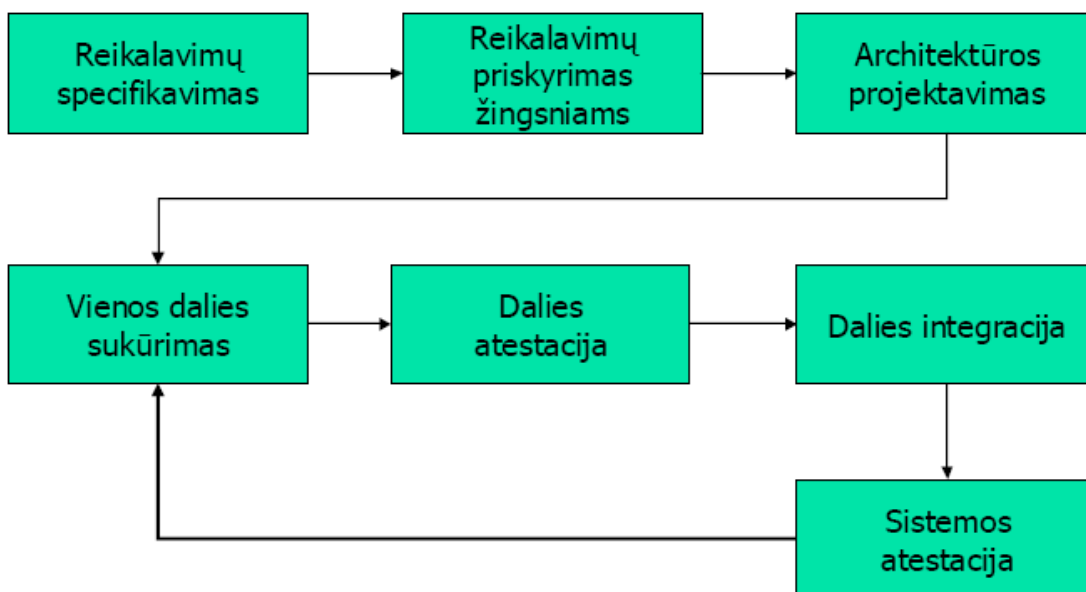 Reikalavimų
specifikavimas
Reikalavimų
priskyrimas
žingsniams
Architektūros
projektavimas
Vienos dalies
sukūrimas
Dalies
atestacija
Dalies integracija
Sistemos
atestacija